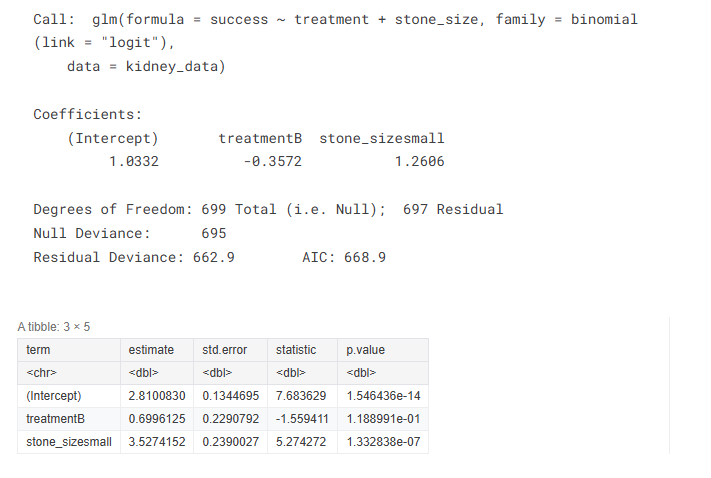 Call:  glm(formula = success ~ treatment + stone_size, family = binomial
(link = "logit"),
    data = kidney_data)
Coefficients:
    (Intercept)       treatmentB  stone_sizesmall
         1.0332          -0.3572           1.2606
Degrees of Freedom: 699 Total (i.e. Null);  697 Residual
Null Deviance:      695
Residual Deviance: 662.9        AIC: 668.9
A tibble: 3 × 5
term estimate std.error statistic p.value
<chr> <dbl> <dbl> <dbl> <dbl>
(Intercept) 2.8100830 0.1344695 7.683629 1.546436e-14
treatmentB 0.6996125 0.2290792 -1.559411 1.188991e-01
stone_sizesmall 3.5274152 0.2390027 5.274272 1.332838e-07